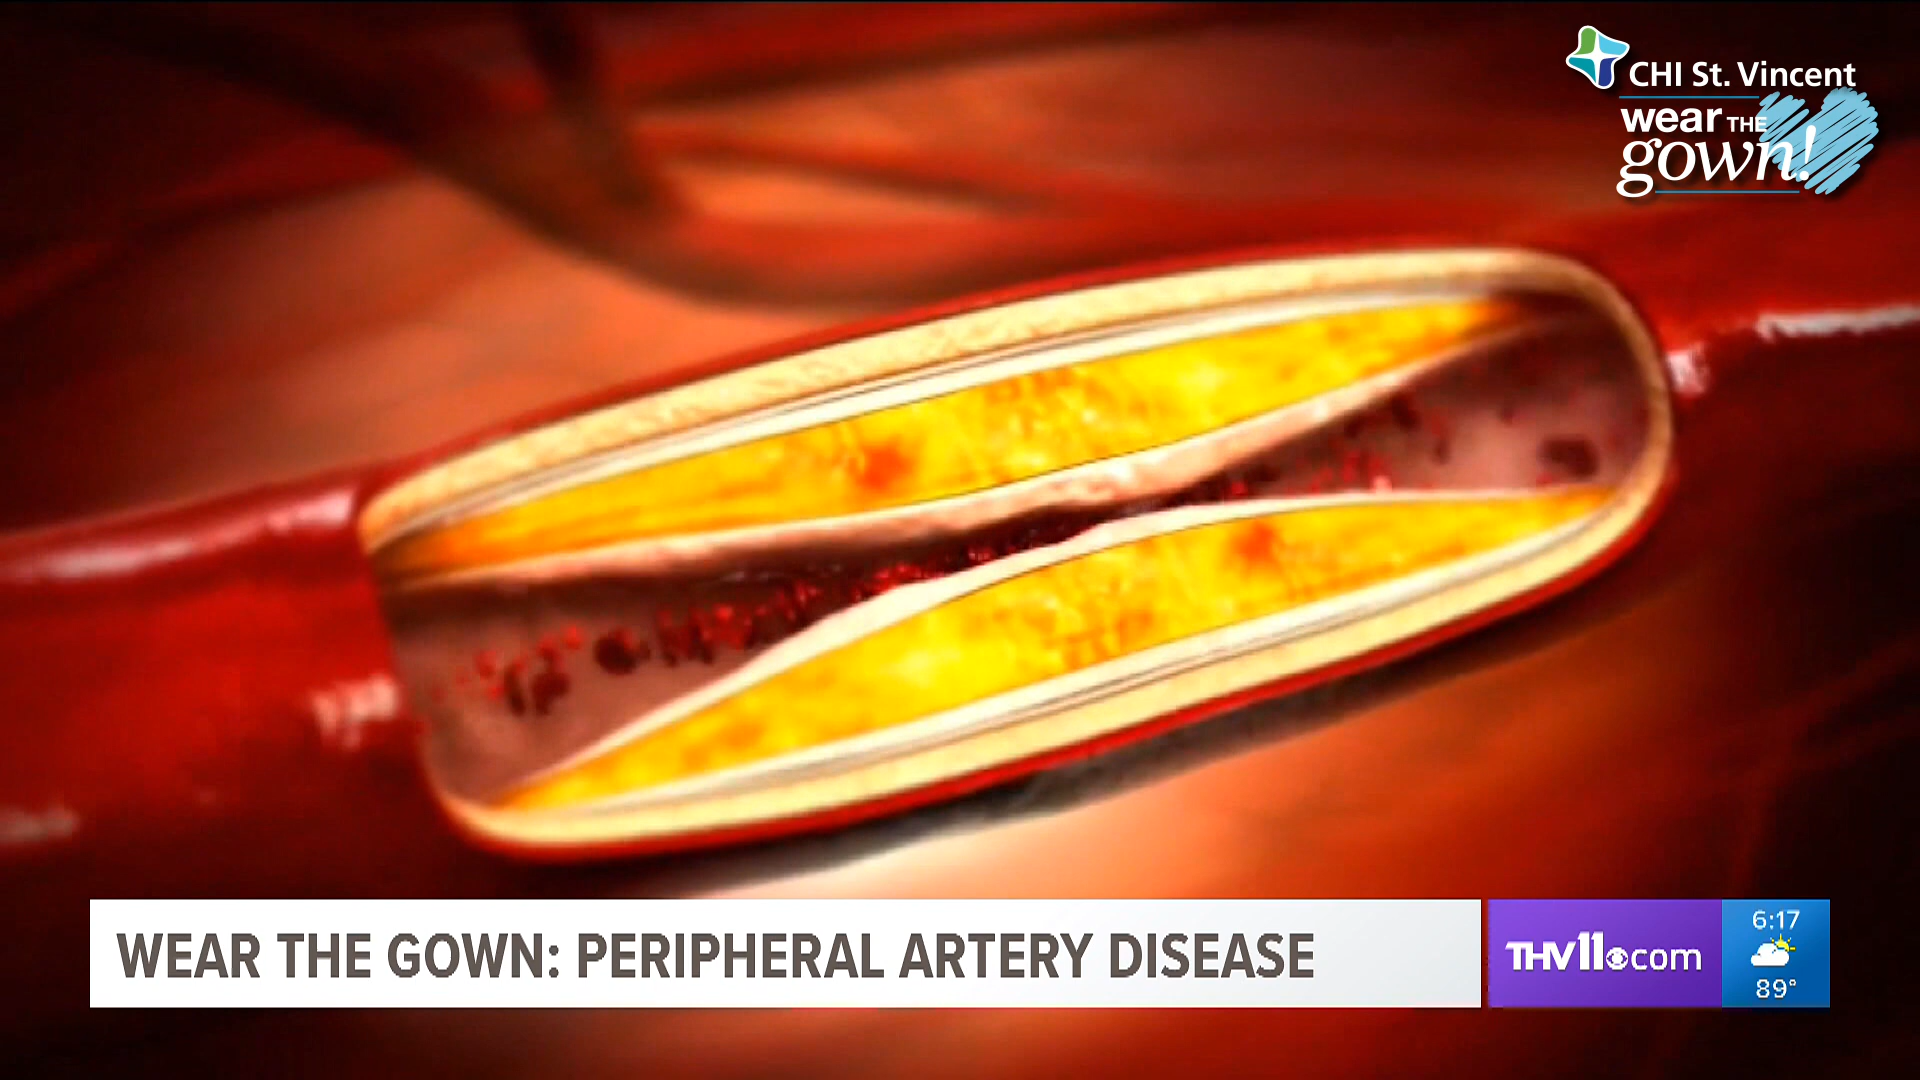 CHI St. Vincent
wear THE
gown!
WEAR THE GOWN: PERIPHERAL ARTERY DISEASE
THV11.com
6:17
89°